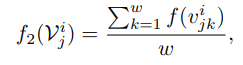 f_2(\mathcal{V}_j^i) = \frac{\sum_{k=1}^{w} f(v_{jk}^i)}{w},